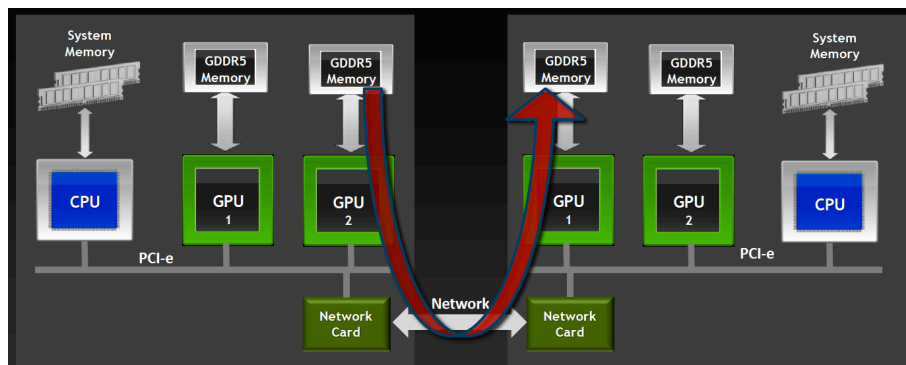 System
Memory
GDDR5
Memory
GDDR5
Memory
CPU
GPU
1
GPU
2
PCI-e
Network
Card
Network
GDDR5
Memory
GDDR5
Memory
System
Memory
GPU
1
GPU
2
CPU
PCI-e
Network
Card